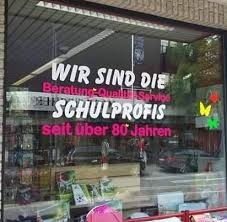 WIR SIND DIE
Beratung-Qualität-Service
SCHULPROFIS
seit über 80 Jahren